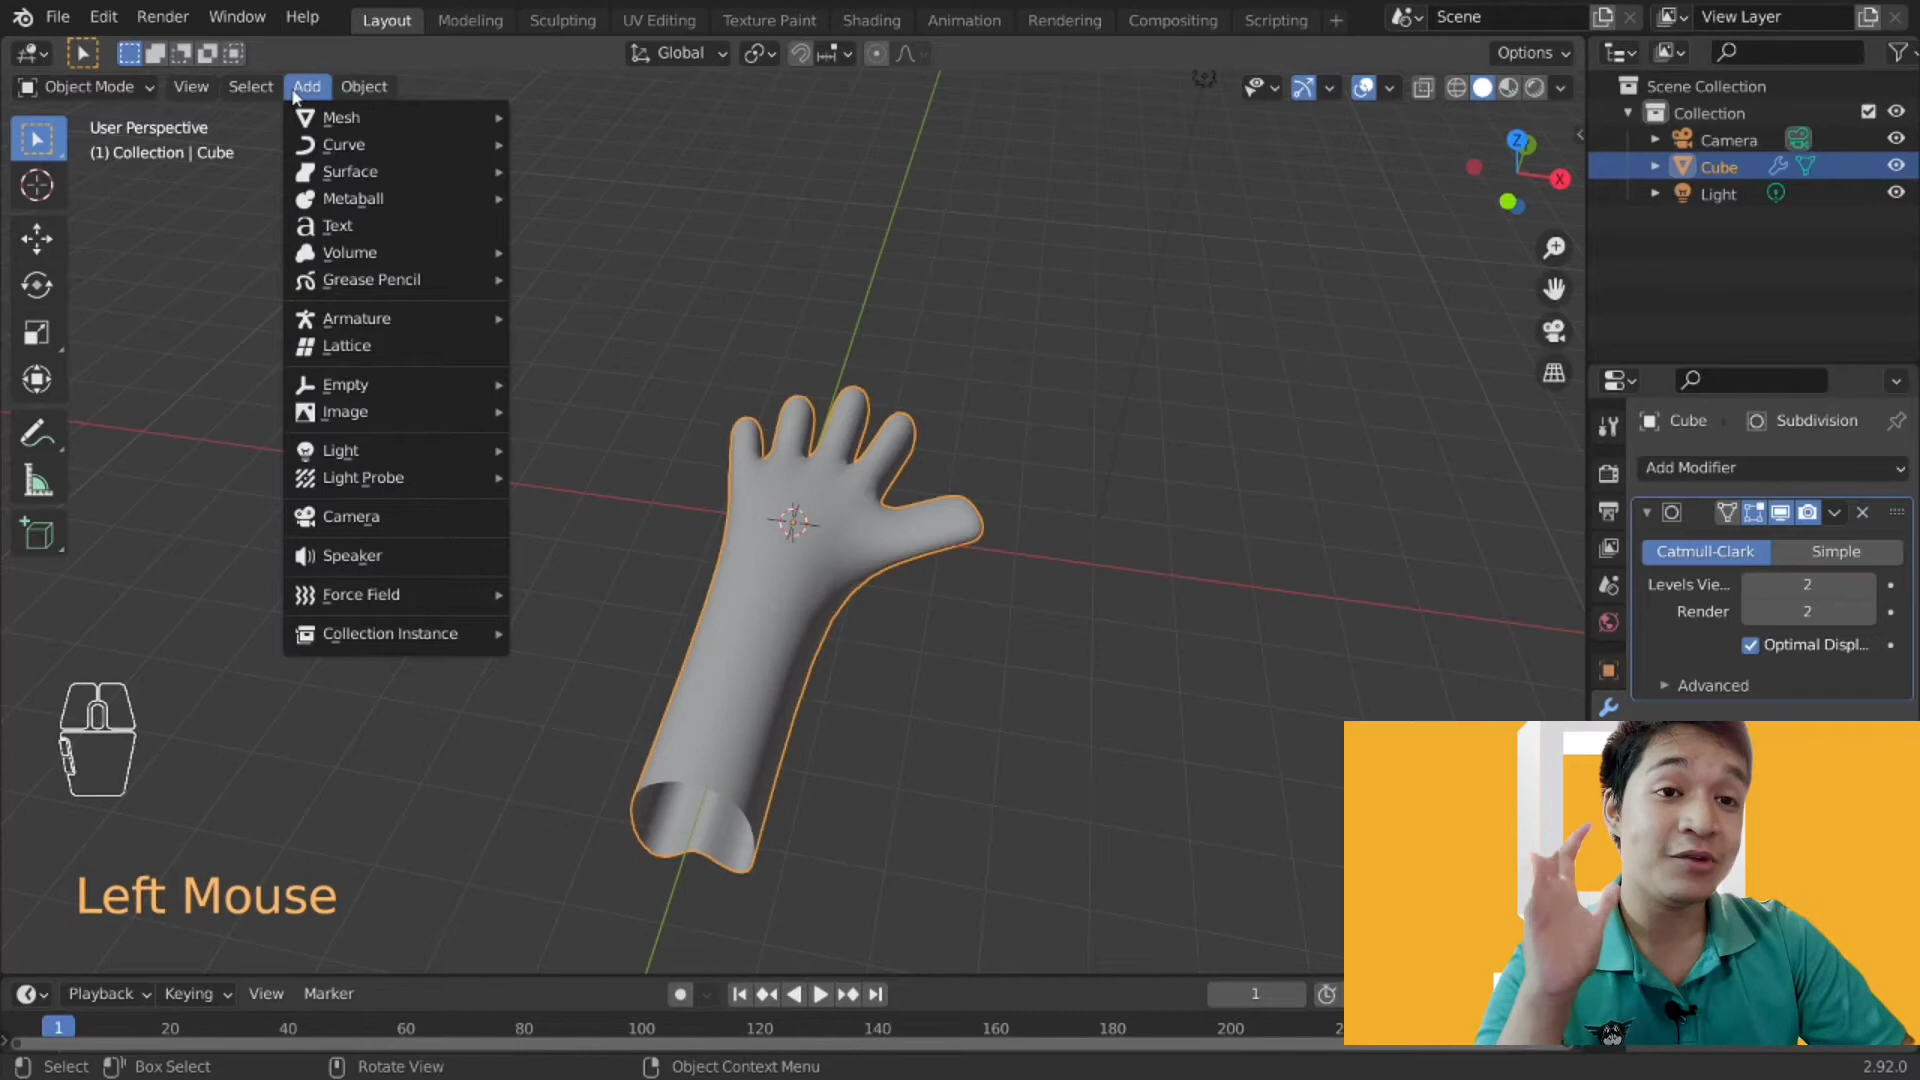 File Edit Render Window Help Layout Modeling Sculpting UV Editing Texture Paint Shading Animation Rendering Compositing Scripting + Scene View Layer
Global Options
Object Mode View Select Add Object
User Perspective
(1) Collection | Cube
Mesh
Curve
Surface
Metaball
Text
Volume
Grease Pencil
Armature
Lattice
Empty
Image
Light
Light Probe
Camera
Speaker
Force Field
Collection Instance
Z
X
Scene Collection
Collection
Camera
Cube
Light
Cube Subdivision
Add Modifier
Catmull-Clark Simple
Levels Vie... 2
Render 2
Optimal Displ...
Advanced
Left Mouse
Playback Keying View Marker 1
1 20 40 60 80 100 120 140 160 180 200 2
Select Box Select Rotate View Object Context Menu 2.92.0